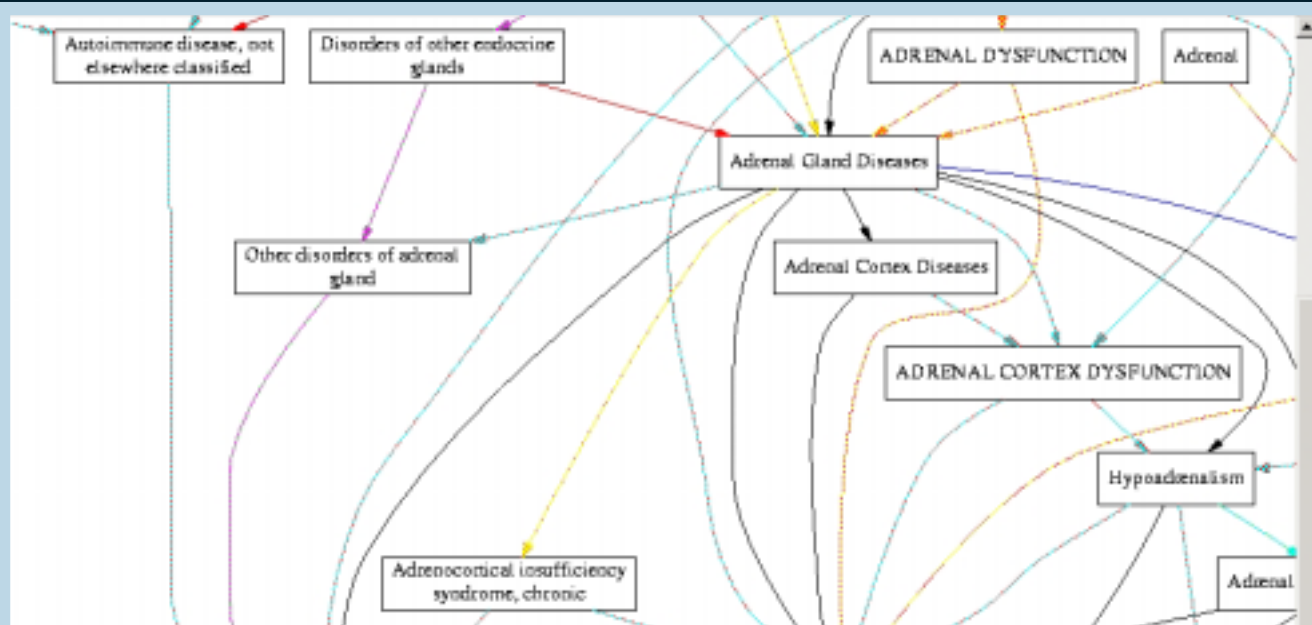 Autoimmune disease, not
elsewhere classified
Disorders of other endocrine
glands
ADRENAL DYSFUNCTION
Adrenal
Adrenal Gland Diseases
Other disorders of adrenal
gland
Adrenal Cortex Diseases
ADRENAL CORTEX DYSFUNCTION
Hypoadrenalism
Adrenocortical insufficiency
syndrome, chronic
Adrenal